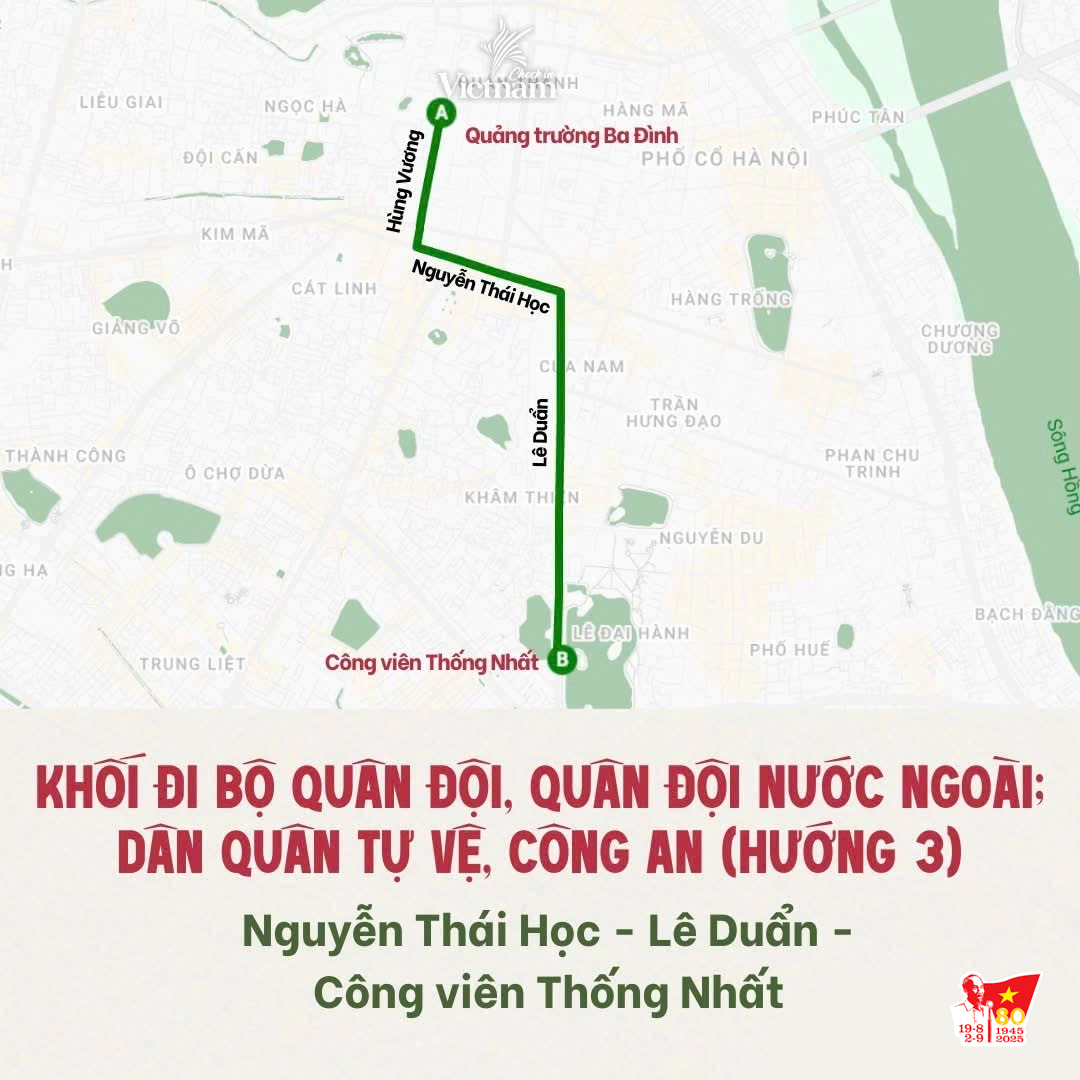 Check in
Vietnam
LIỄU GIAI
NGỌC HÀ
HÀNG MÃ
PHÚC TÂN
A
Quảng trường Ba Đình
ĐỘI CẤN
PHỐ CỔ HÀ NỘI
Hùng Vương
KIM MÃ
Nguyễn Thái Học
CÁT LINH
HÀNG TRỐNG
GIẢNG VÕ
CHƯƠNG
DƯƠNG
CỬA NAM
TRẦN
HƯNG ĐẠO
Lê Duẩn
Sông Hồng
THÀNH CÔNG
Ô CHỢ DỪA
PHAN CHU
TRINH
KHÂM THIÊN
NGUYỄN DU
NG HẠ
BẠCH ĐẰNG
LÊ ĐẠI HÀNH
PHỐ HUẾ
TRUNG LIỆT
Công viên Thống Nhất
B
KHỐI ĐI BỘ QUÂN ĐỘI, QUÂN ĐỘI NƯỚC NGOÀI;
DÂN QUÂN TỰ VỆ, CÔNG AN (HƯỚNG 3)
Nguyễn Thái Học - Lê Duẩn -
Công viên Thống Nhất
80
19-8
2-9
1945
2025